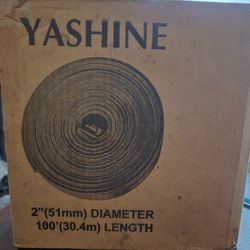 YASHINE
2"(51mm) DIAMETER
100'(30.4m) LENGTH